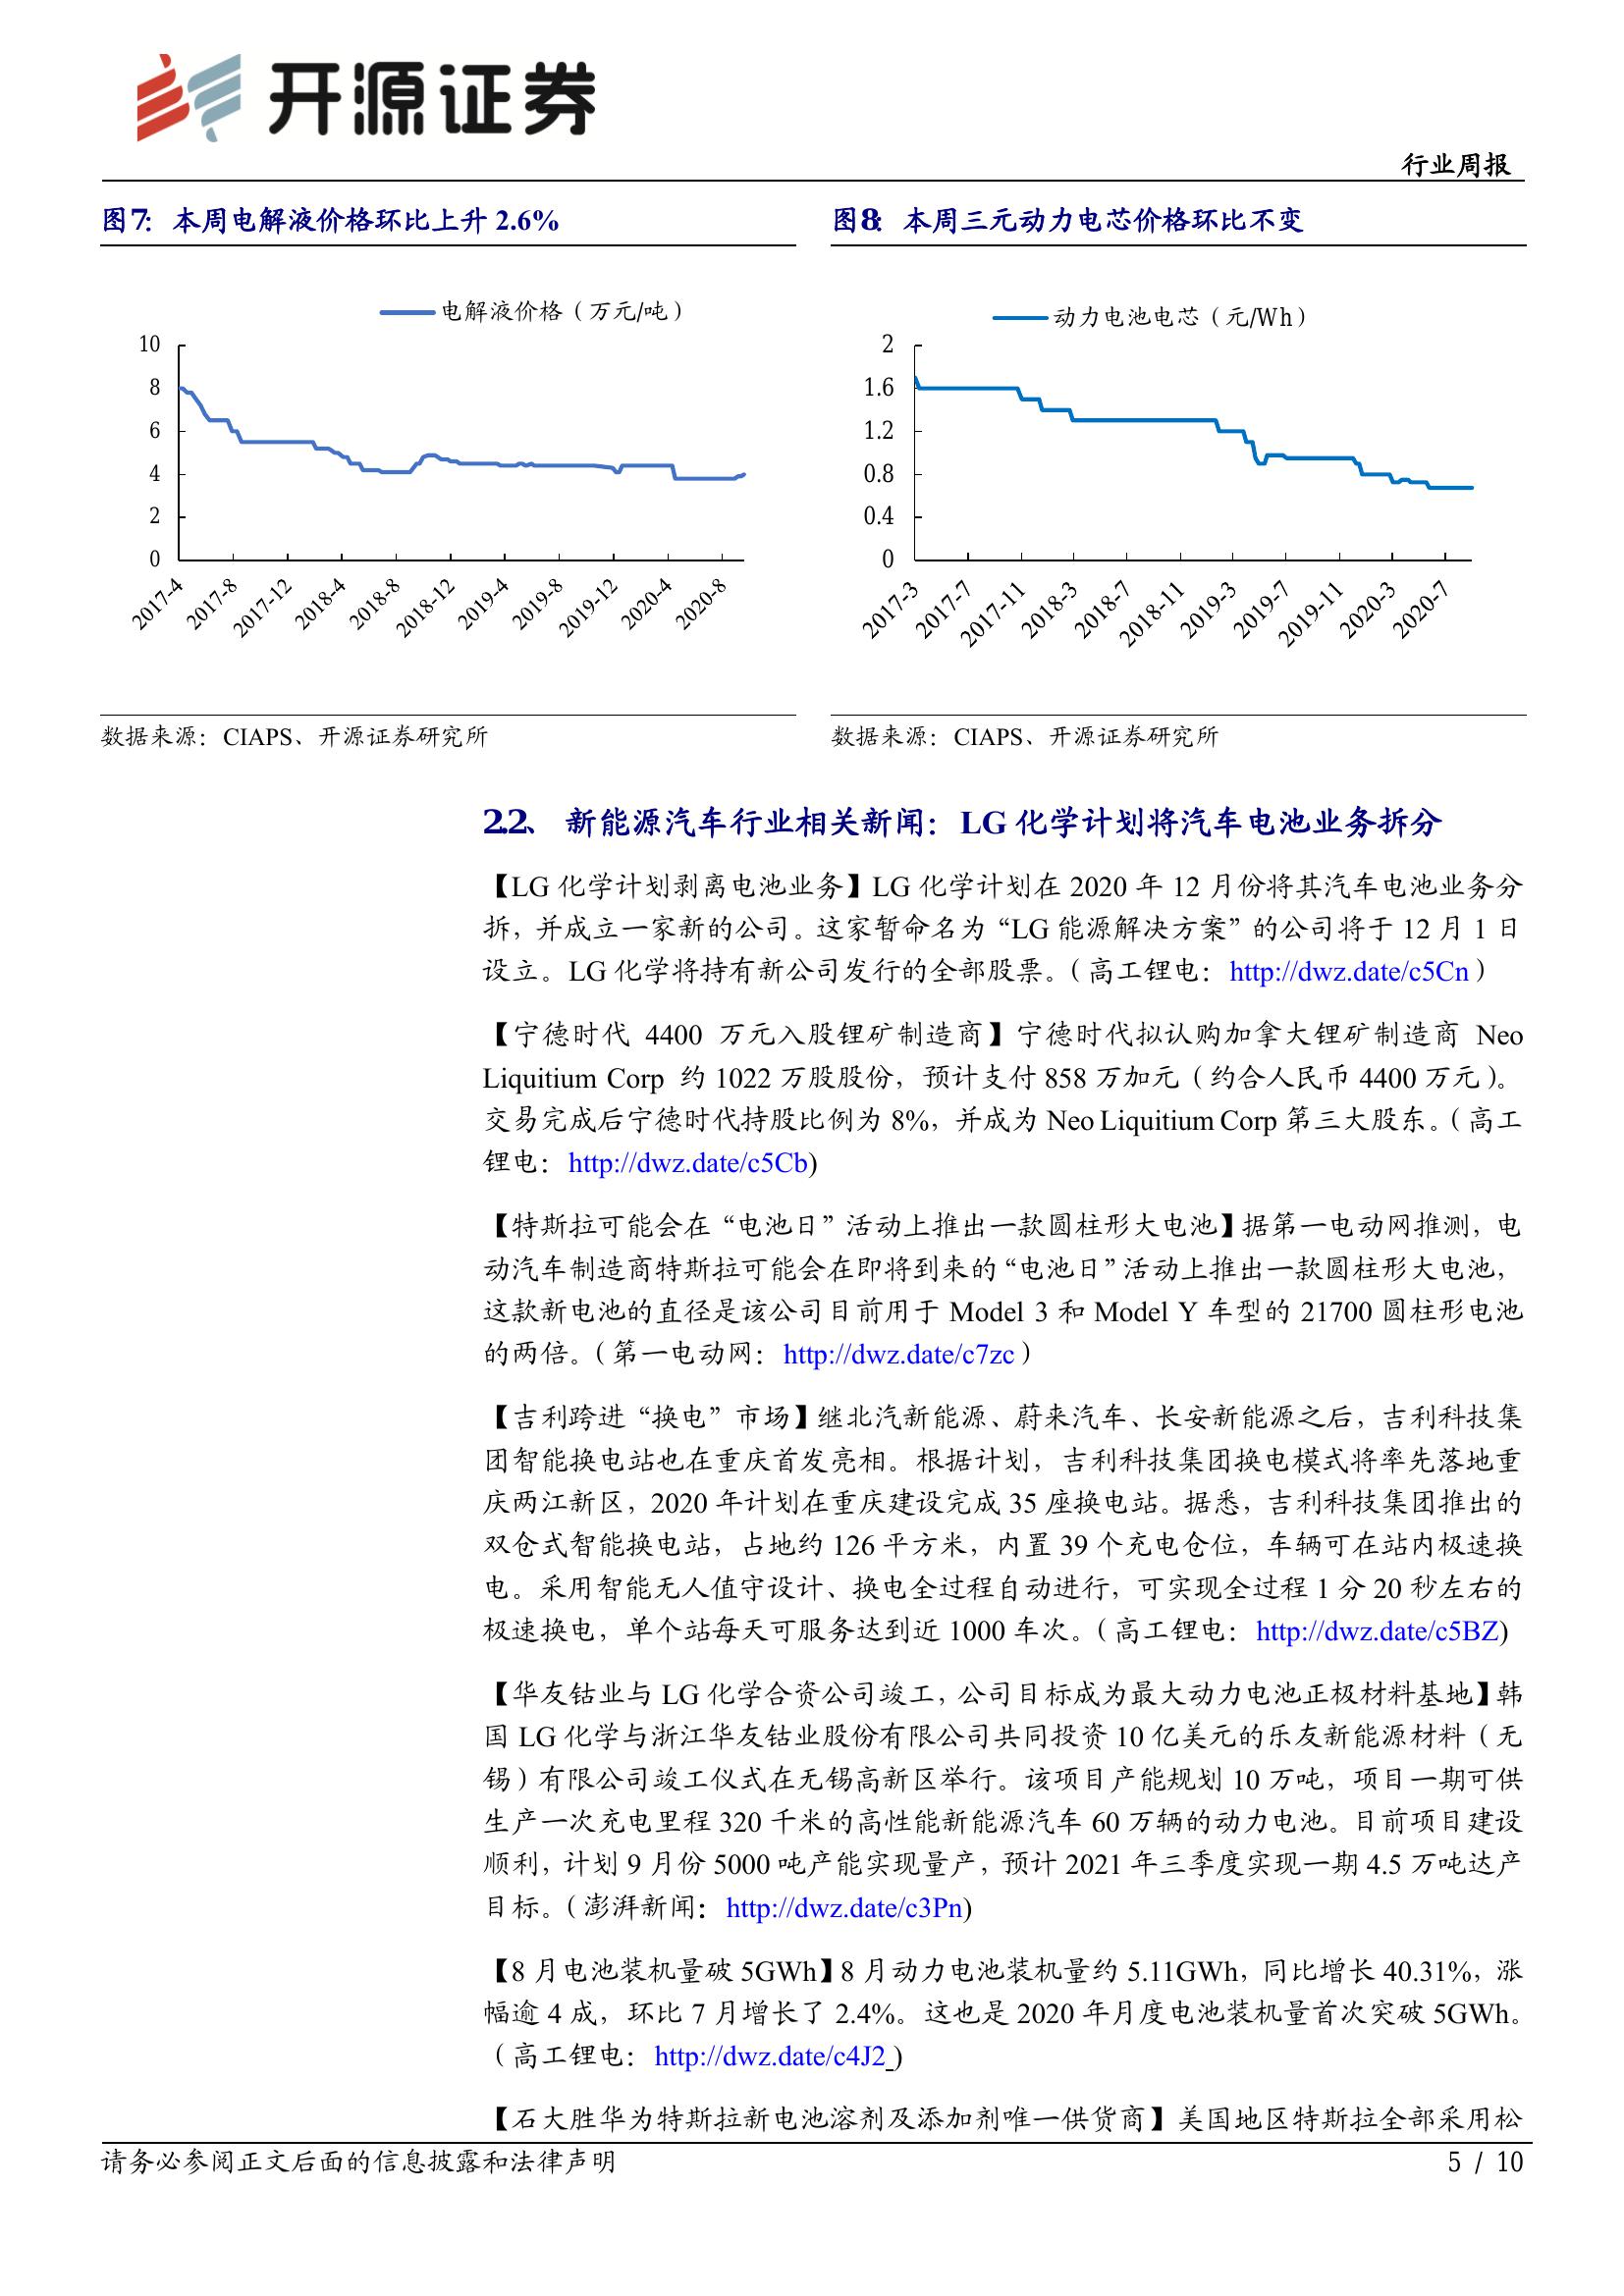 开源证券
行业周报
图7：本周电解液价格环比上升 2.6%
电解液价格（万元/吨）
10
8
6
4
2
0
2017-4
2017-8
2017-12
2018-4
2018-8
2018-12
2019-4
2019-8
2019-12
2020-4
2020-8
数据来源：CIAPS、开源证券研究所
图8：本周三元动力电芯价格环比不变
动力电池电芯（元/Wh）
2
1.6
1.2
0.8
0.4
0
2017-3
2017-7
2017-11
2018-3
2018-7
2018-11
2019-3
2019-7
2019-11
2020-3
2020-7
数据来源：CIAPS、开源证券研究所
2.2、 新能源汽车行业相关新闻：LG 化学计划将汽车电池业务拆分
【LG 化学计划剥离电池业务】LG 化学计划在 2020 年 12 月份将其汽车电池业务分
拆，并成立一家新的公司。这家暂命名为“LG 能源解决方案”的公司将于 12 月 1 日
设立。LG 化学将持有新公司发行的全部股票。（高工锂电：http://dwz.date/c5Cn）
【宁德时代 4400 万元入股锂矿制造商】宁德时代拟认购加拿大锂矿制造商 Neo
Liquitium Corp 约 1022 万股股份，预计支付 858 万加元（约合人民币 4400 万元）。
交易完成后宁德时代持股比例为 8%，并成为 Neo Liquitium Corp 第三大股东。（高工
锂电：http://dwz.date/c5Cb)
【特斯拉可能会在“电池日”活动上推出一款圆柱形大电池】据第一电动网推测，电
动汽车制造商特斯拉可能会在即将到来的“电池日”活动上推出一款圆柱形大电池，
这款新电池的直径是该公司目前用于 Model 3 和 Model Y 车型的 21700 圆柱形电池
的两倍。（第一电动网：http://dwz.date/c7zc）
【吉利跨进“换电”市场】继北汽新能源、蔚来汽车、长安新能源之后，吉利科技集
团智能换电站也在重庆首发亮相。根据计划，吉利科技集团换电模式将率先落地重
庆两江新区，2020 年计划在重庆建设完成 35 座换电站。据悉，吉利科技集团推出的
双仓式智能换电站，占地约 126 平方米，内置 39 个充电仓位，车辆可在站内极速换
电。采用智能无人值守设计、换电全过程自动进行，可实现全过程 1 分 20 秒左右的
极速换电，单个站每天可服务达到近 1000 车次。（高工锂电：http://dwz.date/c5BZ)
【华友钴业与 LG 化学合资公司竣工，公司目标成为最大动力电池正极材料基地】韩
国 LG 化学与浙江华友钴业股份有限公司共同投资 10 亿美元的乐友新能源材料（无
锡）有限公司竣工仪式在无锡高新区举行。该项目产能规划 10 万吨，项目一期可供
生产一次充电里程 320 千米的高性能新能源汽车 60 万辆的动力电池。目前项目建设
顺利，计划 9 月份 5000 吨产能实现量产，预计 2021 年三季度实现一期 4.5 万吨达产
目标。（澎湃新闻：http://dwz.date/c3Pn)
【8 月电池装机量破 5GWh】8 月动力电池装机量约 5.11GWh，同比增长 40.31%，涨
幅逾 4 成，环比 7 月增长了 2.4%。这也是 2020 年月度电池装机量首次突破 5GWh。
（高工锂电：http://dwz.date/c4J2 )
【石大胜华为特斯拉新电池溶剂及添加剂唯一供货商】美国地区特斯拉全部采用松
请务必参阅正文后面的信息披露和法律声明
5 / 10